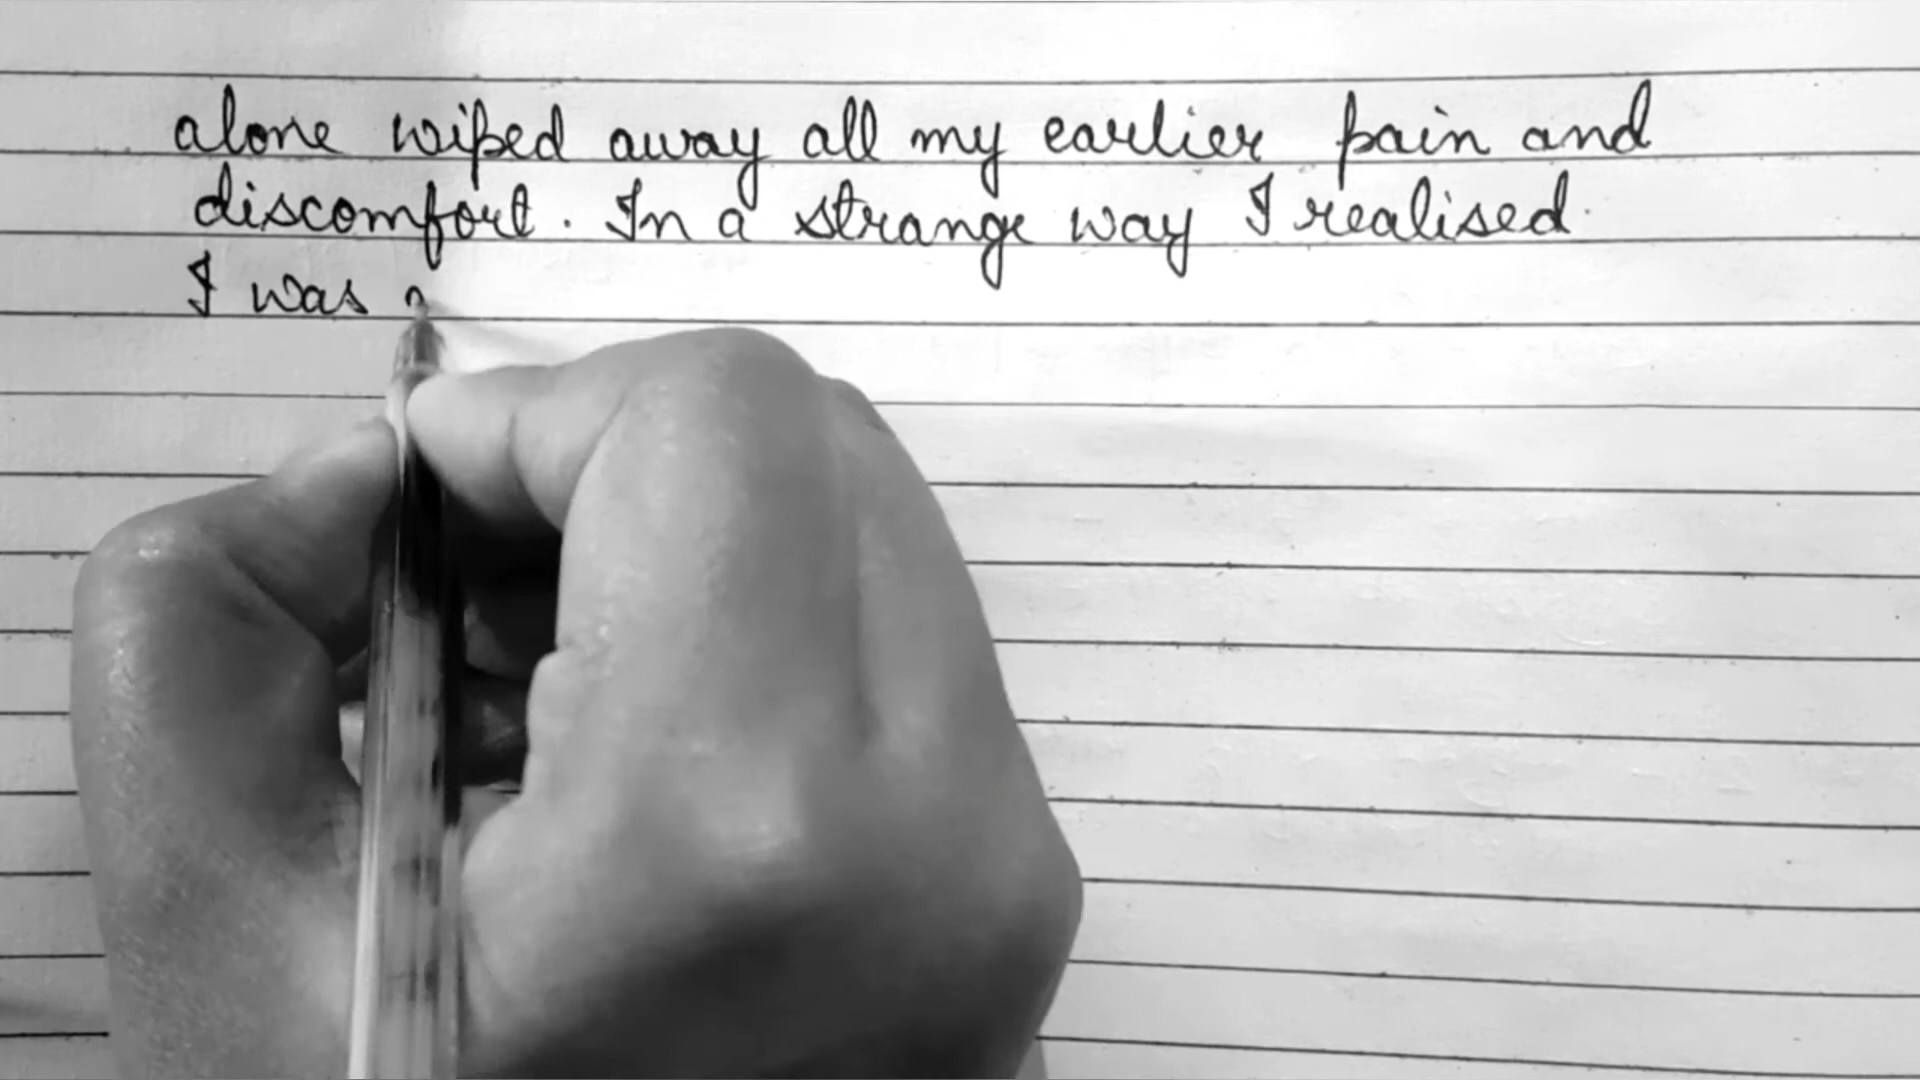 alone wiped away all my earlier pain and
discomfort. In a strange way I realised
I was